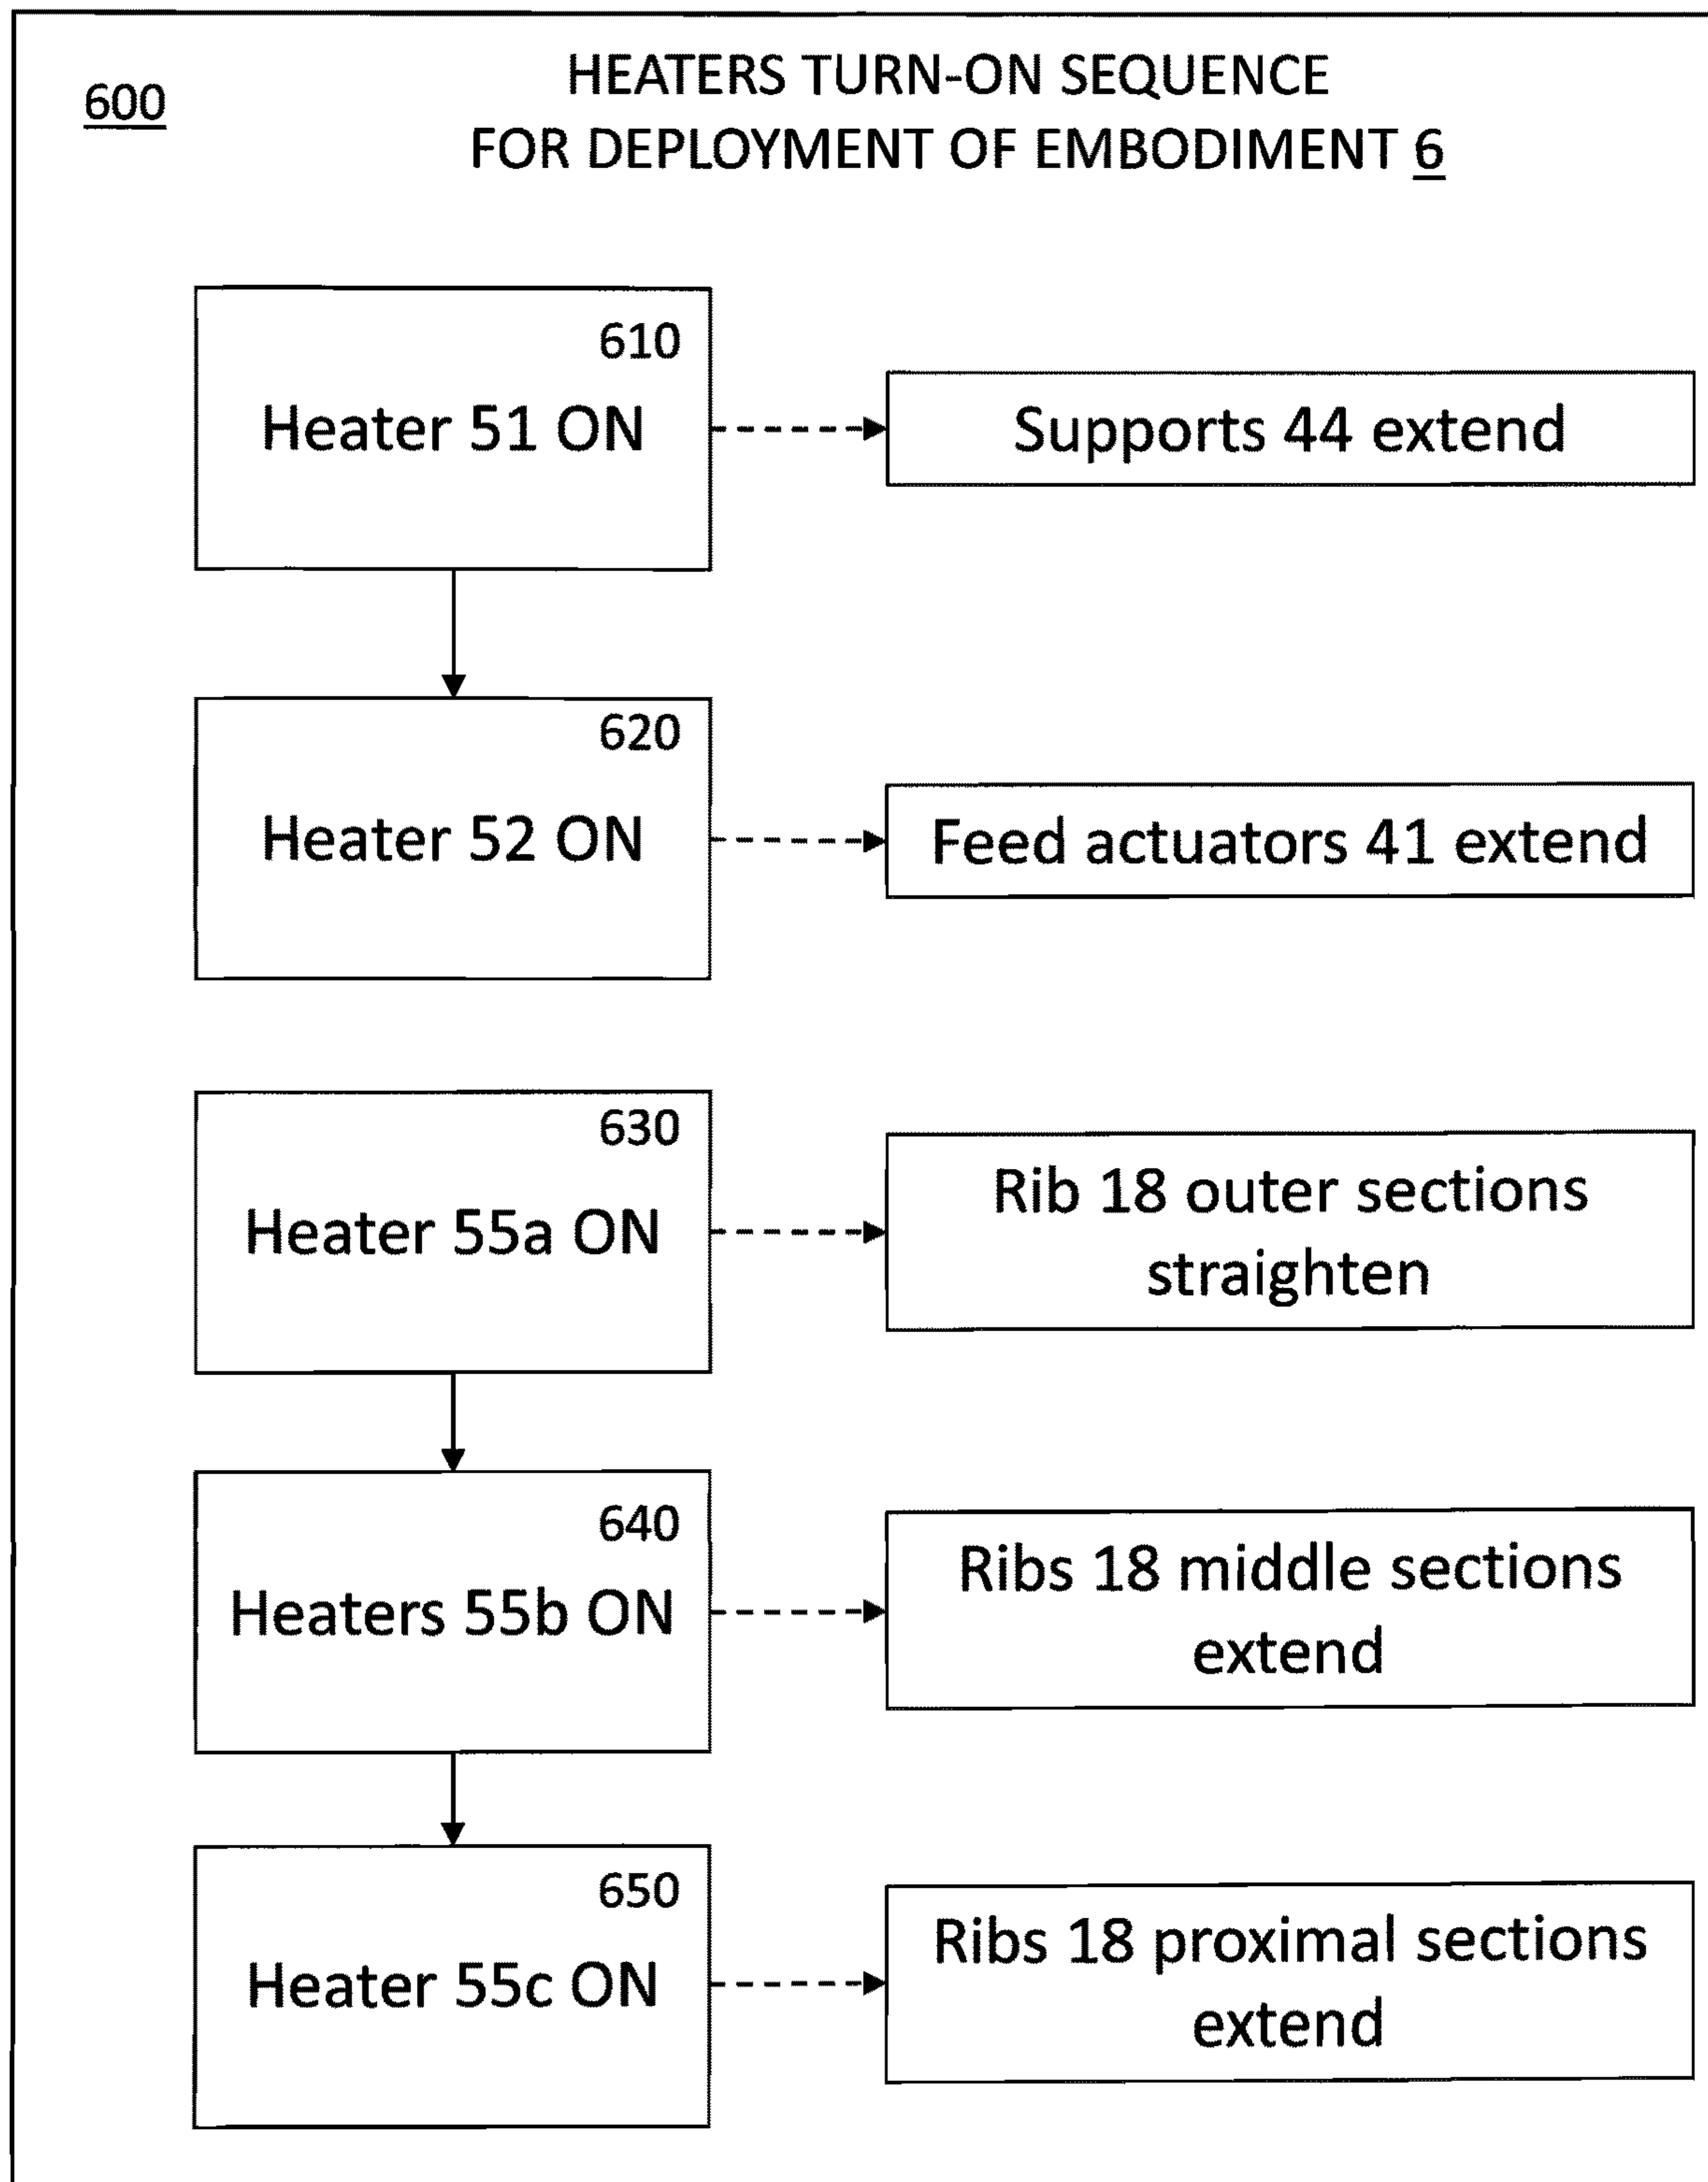 600
HEATERS TURN-ON SEQUENCE
FOR DEPLOYMENT OF EMBODIMENT 6
610
Heater 51 ON
Supports 44 extend
620
Heater 52 ON
Feed actuators 41 extend
630
Heater 55a ON
Rib 18 outer sections
straighten
640
Heaters 55b ON
Ribs 18 middle sections
extend
650
Heater 55c ON
Ribs 18 proximal sections
extend